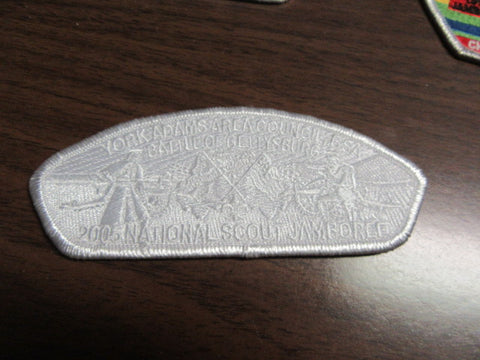 YORK ADAMS AREA COUNCIL, BSA
BATTLE OF GETTYSBURG
2005 NATIONAL SCOUT JAMBOREE